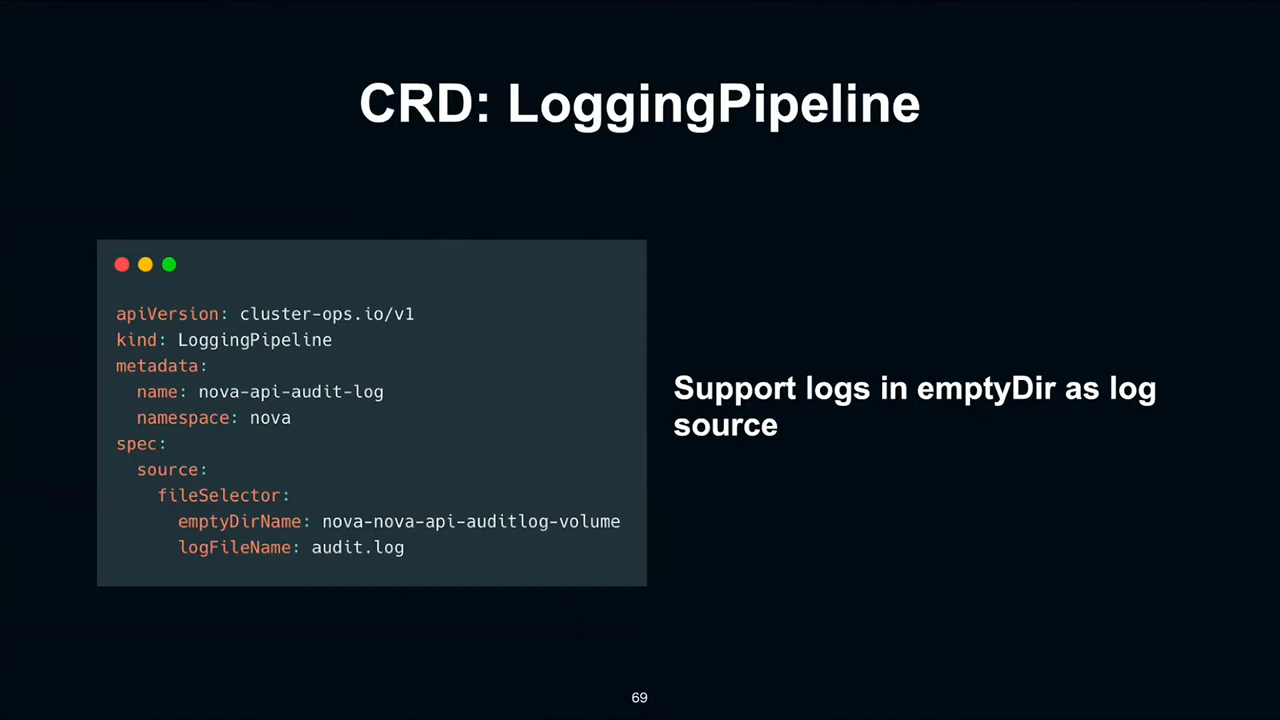 CRD: LoggingPipeline
apiVersion: cluster-ops.io/v1
kind: LoggingPipeline
metadata:
  name: nova-api-audit-log
  namespace: nova
spec:
  source:
    fileSelector:
      emptyDirName: nova-nova-api-auditlog-volume
      logFileName: audit.log
Support logs in emptyDir as log
source
69